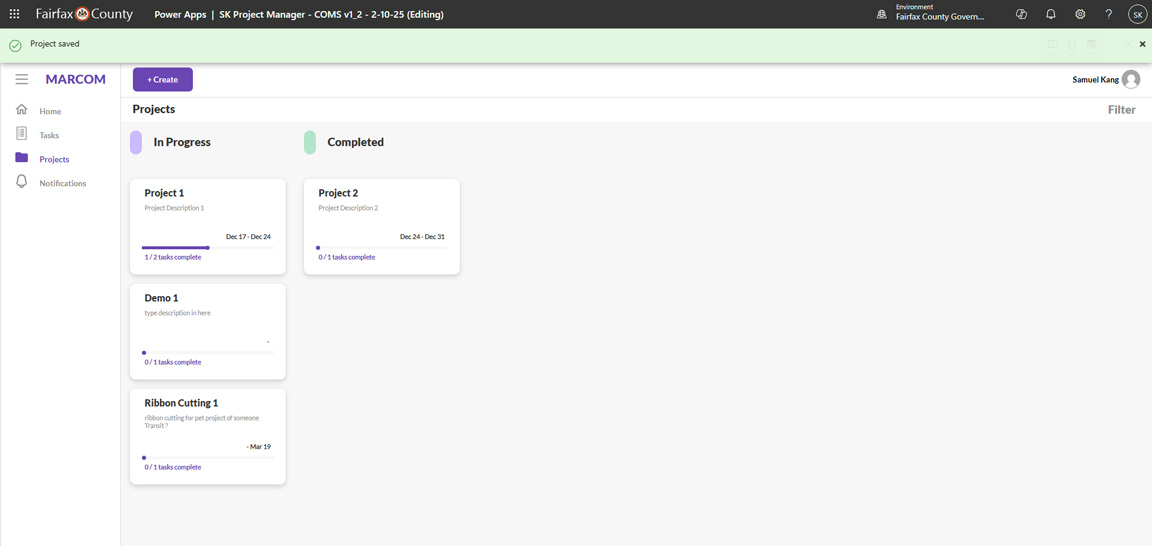 Fairfax County
Power Apps | SK Project Manager - COMS v1_2 - 2-10-25 (Editing)
Environment
Fairfax County Govern...
?
SK
Project saved
MARCOM
+ Create
Samuel Kang
Home
Tasks
Projects
Notifications
Projects
Filter
In Progress
Completed
Project 1
Project Description 1
Dec 17 - Dec 24
1 / 2 tasks complete
Project 2
Project Description 2
Dec 24 - Dec 31
0 / 1 tasks complete
Demo 1
type description in here
-
0 / 1 tasks complete
Ribbon Cutting 1
ribbon cutting for pet project of someone
Transit ?
- Mar 19
0 / 1 tasks complete